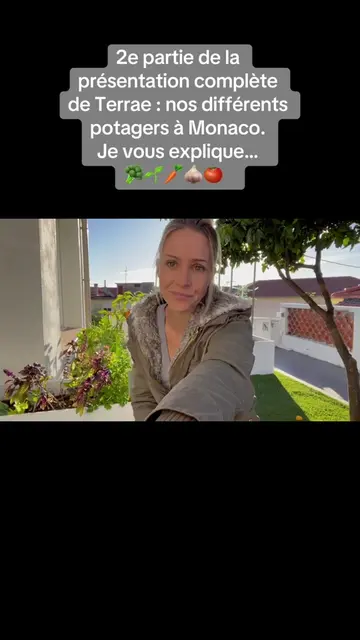 2e partie de la
présentation complète
de Terrae : nos différents
potagers à Monaco.
Je vous explique...
🥦🌱🥕🧄🍅